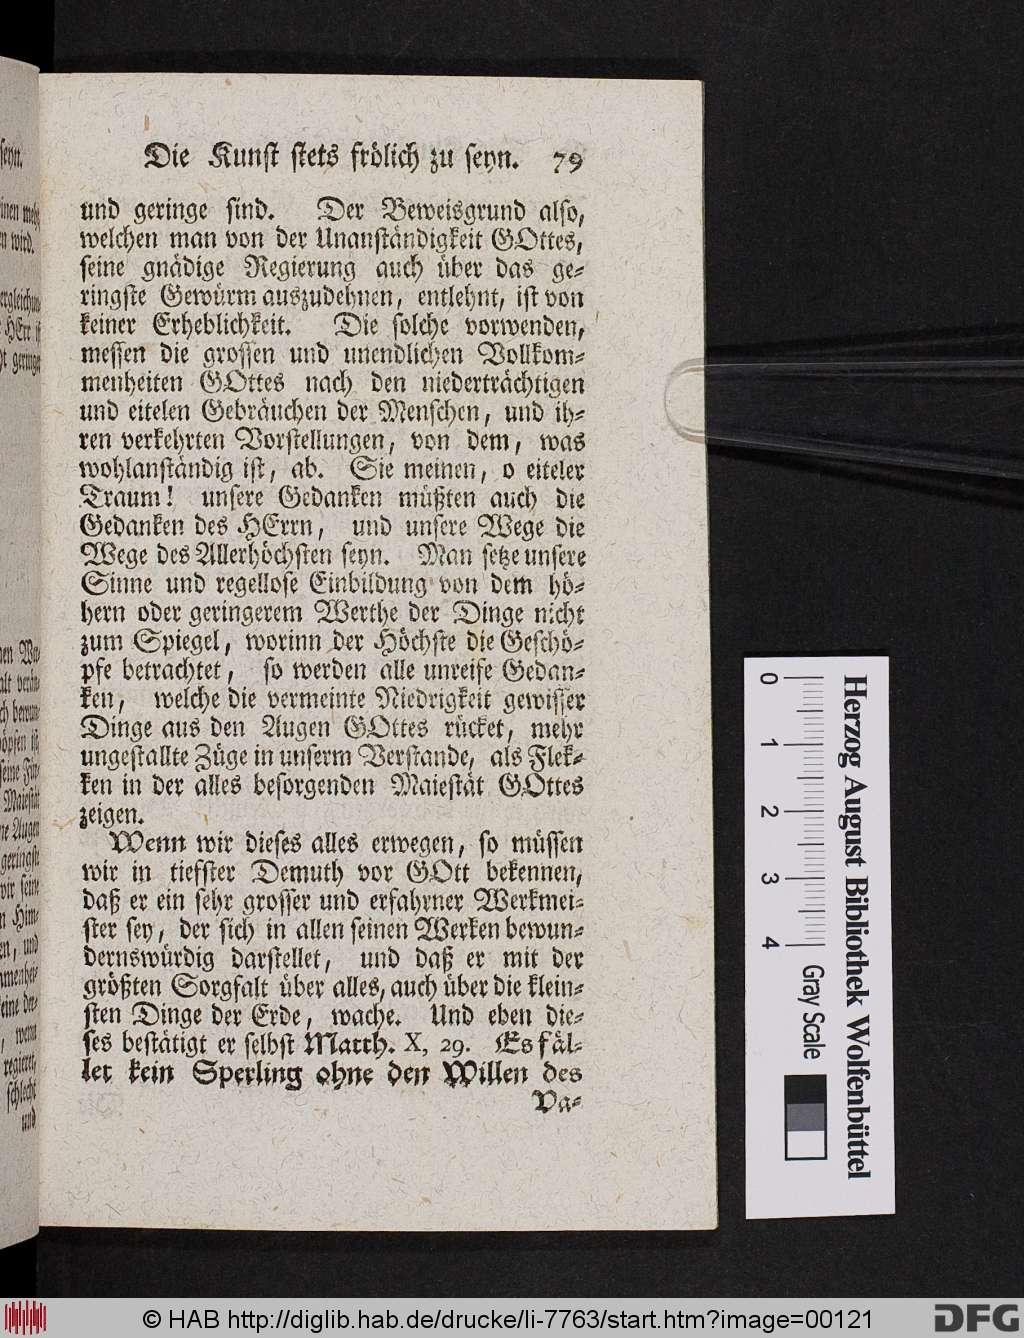 Die Kunst stets frölich zu seyn. 79
und geringe sind. Der Beweisgrund also,
welchen man von der Unanständigkeit GOttes,
seine gnädige Regierung auch über das ge-
ringste Gewürm auszudehnen, entlehnt, ist von
keiner Erheblichkeit. Die solche vorwenden,
messen die grossen und unendlichen Vollkom-
menheiten GOttes nach den niederträchtigen
und eitelen Gebräuchen der Menschen, und ih-
ren verkehrten Vorstellungen, von dem, was
wohlanständig ist, ab. Sie meinen, o eiteler
Traum! unsere Gedanken müßten auch die
Gedanken des HErrn, und unsere Wege die
Wege des Allerhöchsten seyn. Man setze unsere
Sinne und regellose Einbildung von dem hö-
hern oder geringerem Werthe der Dinge nicht
zum Spiegel, worinn der Höchste die Geschö-
pfe betrachtet, so werden alle unreife Gedan-
ken, welche die vermeinte Niedrigkeit gewisser
Dinge aus den Augen GOttes rücket, mehr
ungestallte Züge in unserm Verstande, als Flek-
ken in der alles besorgenden Maiestät GOttes
zeigen.
Wenn wir dieses alles erwegen, so müssen
wir in tiefster Demuth vor GOtt bekennen,
daß er ein sehr grosser und erfahrner Werkmei-
ster sey, der sich in allen seinen Werken bewun-
dernswürdig darstellet, und daß er mit der
größten Sorgfalt über alles, auch über die klein-
sten Dinge der Erde, wache. Und eben die-
ses bestätigt er selbst Matth. X, 29. Es fäl-
let kein Sperling ohne den Willen des
Va-
0 1 2 3 4
Gray Scale
Herzog August Bibliothek Wolfenbüttel
© HAB http://diglib.hab.de/drucke/li-7763/start.htm?image=00121
DFG